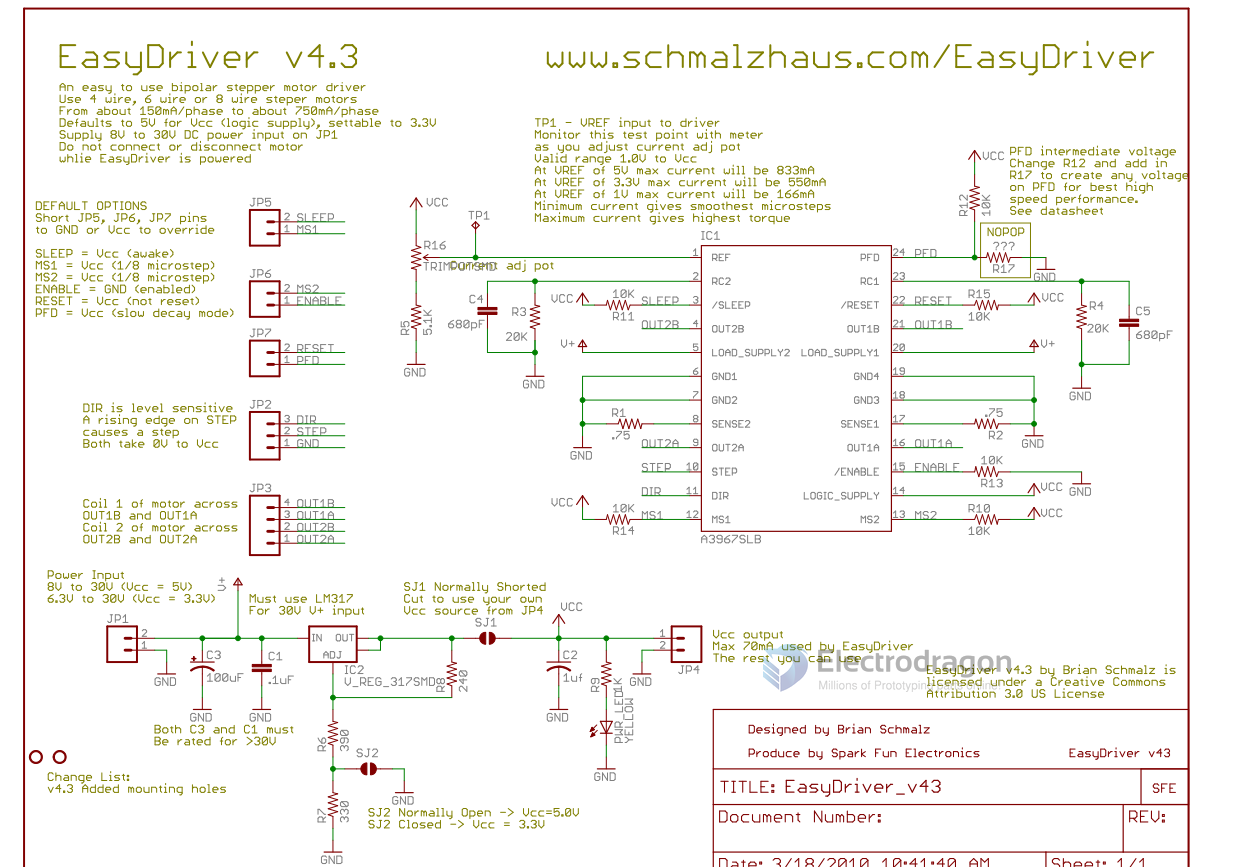 EasyDriver v4.3
www.schmalzhaus.com/EasyDriver
An easy to use bipolar stepper motor driver
Use 4 wire, 6 wire or 8 wire steper motors
From about 150mA/phase to about 750mA/phase
Defaults to 5V for Vcc (logic supply), settable to 3.3V
Supply 8V to 30V DC power input on JP1
Do not connect or disconnect motor
whlie EasyDriver is powered
TP1 - VREF input to driver
Monitor this test point with meter
as you adjust current adj pot
Valid range 1.0V to Vcc
At VREF of 5V max current will be 833mA
At VREF of 3.3V max current will be 550mA
At VREF of 1V max current will be 166mA
Minimum current gives smoothest microsteps
Maximum current gives highest torque
PFD intermediate voltage
Change R12 and add in
R17 to create any voltage
on PFD for best high
speed performance.
See datasheet
VCC
R12
10K
NOPOP
???
R17
GND
DEFAULT OPTIONS
Short JP5, JP6, JP7 pins
to GND or Vcc to override
SLEEP = Vcc (awake)
MS1 = Vcc (1/8 microstep)
MS2 = Vcc (1/8 microstep)
ENABLE = GND (enabled)
RESET = Vcc (not reset)
PFD = Vcc (slow decay mode)
JP5
2 SLEEP
1 MS1
JP6
2 MS2
1 ENABLE
JP7
2 RESET
1 PFD
DIR is level sensitive
A rising edge on STEP
causes a step
Both take 0V to Vcc
JP2
3 DIR
2 STEP
1 GND
Coil 1 of motor across
OUT1B and OUT1A
Coil 2 of motor across
OUT2B and OUT2A
JP3
4 OUT1B
3 OUT1A
2 OUT2B
1 OUT2A
VCC
TP1
R16
TRIMPOTSMD
Current adj pot
R5
5.1K
GND
C4
680pF
R3
20K
GND
VCC
10K
R11
SLEEP
OUT2B
V+
R1
.75
GND
OUT2A
STEP
DIR
VCC
10K
R14
MS1
IC1
1 REF
2 RC2
3 /SLEEP
4 OUT2B
5 LOAD_SUPPLY2
6 GND1
7 GND2
8 SENSE2
9 OUT2A
10 STEP
11 DIR
12 MS1
PFD 24 PFD
RC1 23
/RESET 22 RESET
OUT1B 21 OUT1B
LOAD_SUPPLY1 20
GND4 19
GND3 18
SENSE1 17
OUT1A 16 OUT1A
/ENABLE 15 ENABLE
LOGIC_SUPPLY 14
MS2 13 MS2
A3967SLB
R15
10K
VCC
V+
R4
20K
C5
680pF
GND
.75
R2
GND
10K
R13
GND
VCC
R10
10K
VCC
Power Input
8V to 30V (Vcc = 5V)
6.3V to 30V (Vcc = 3.3V)
V+
Must use LM317
For 30V V+ input
SJ1 Normally Shorted
Cut to use your own
Vcc source from JP4
JP1
2
1
GND
C3
100uF
GND
C1
.1uF
GND
Both C3 and C1 must
Be rated for >30V
IN OUT
ADJ
IC2
V_REG_317SMD
R8
240
SJ1
VCC
C2
1uf
GND
R9
1K
PWR_LED
YELLOW
GND
1
2
GND
JP4
Vcc output
Max 70mA used by EasyDriver
The rest you can use
R6
390
SJ2
GND
R7
330
GND
SJ2 Normally Open -> Vcc=5.0V
SJ2 Closed -> Vcc = 3.3V
Change List:
v4.3 Added mounting holes
Electrodragon
Millions of Prototyping
EasyDriver v4.3 by Brian Schmalz is
licensed under a Creative Commons
Attribution 3.0 US License
Designed by Brian Schmalz
Produce by Spark Fun Electronics
EasyDriver v43
TITLE: EasyDriver_v43
SFE
Document Number:
REV:
Date: 3/18/2010 10:41:40 AM
Sheet: 1/1